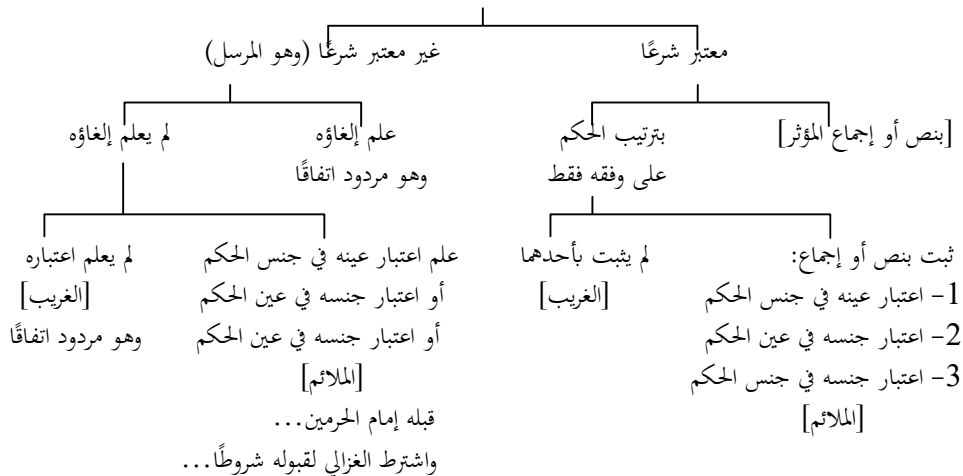 معتبر شرعًا
غير معتبر شرعًا (وهو المرسل)
[بنص أو إجماع المؤثر]
بترتيب الحكم
على وفقه فقط
علم إلغاؤه
وهو مردود اتفاقًا
لم يعلم إلغاؤه
ثبت بنص أو إجماع:
1- اعتبار عينه في جنس الحكم
2- اعتبار جنسه في عين الحكم
3- اعتبار جنسه في جنس الحكم
[الملائم]
لم يثبت بأحدهما
[الغريب]
علم اعتبار عينه في جنس الحكم
أو اعتبار جنسه في عين الحكم
أو اعتبار جنسه في عين الحكم
[الملائم]
قبله إمام الحرمين...
واشترط الغزالي لقبوله شروطًا...
لم يعلم اعتباره
[الغريب]
وهو مردود اتفاقًا